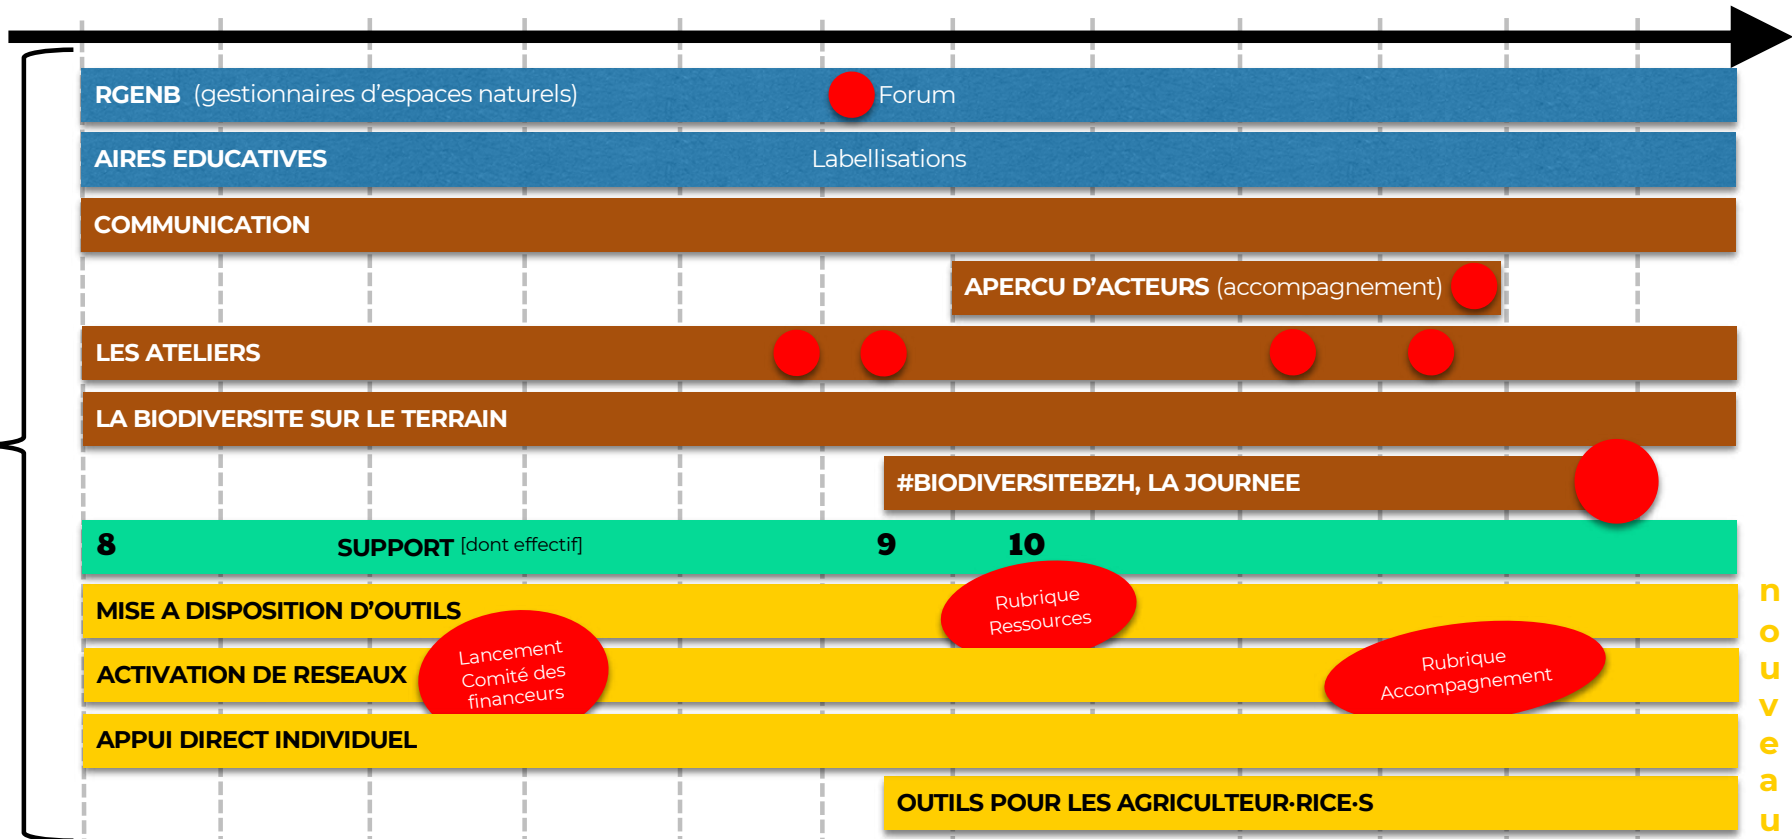 RGENB (gestionnaires d'espaces naturels)
Forum
AIRES EDUCATIVES
Labellisations
COMMUNICATION
APERCU D'ACTEURS (accompagnement)
LES ATELIERS
LA BIODIVERSITE SUR LE TERRAIN
#BIODIVERSITEBZH, LA JOURNEE
8 SUPPORT [dont effectif] 9 10
MISE A DISPOSITION D'OUTILS
Rubrique
Ressources
ACTIVATION DE RESEAUX
Lancement
Comité des
financeurs
Rubrique
Accompagnement
APPUI DIRECT INDIVIDUEL
OUTILS POUR LES AGRICULTEUR·RICE·S
n
o
u
v
e
a
u